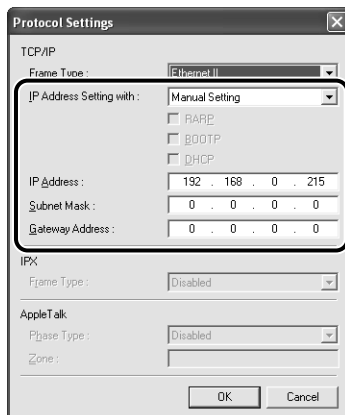 Protocol Settings
TCP/IP
Frame Type : Ethernet II
IP Address Setting with : Manual Setting
RARP
BOOTP
DHCP
IP Address : 192 . 168 . 0 . 215
Subnet Mask : 0 . 0 . 0 . 0
Gateway Address : 0 . 0 . 0 . 0
IPX
Frame Type : Disabled
AppleTalk
Phase Type : Disabled
Zone :
OK Cancel